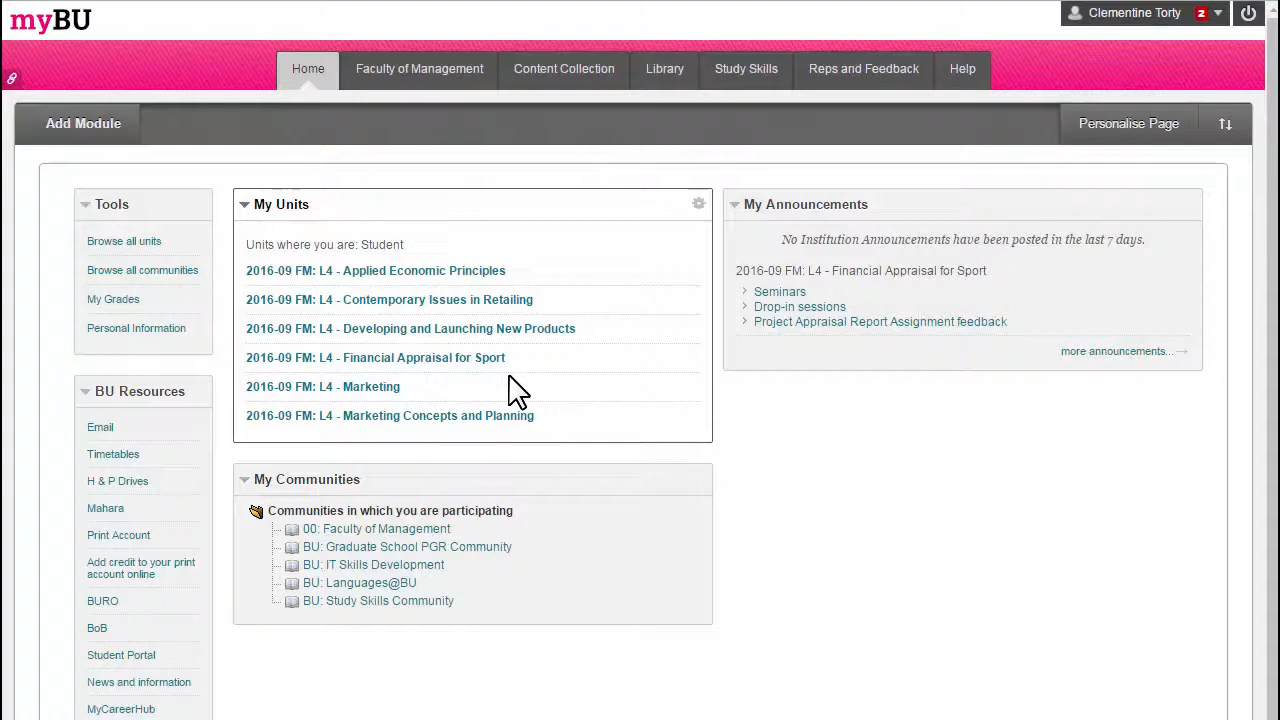 myBU
Clementine Torty 2
Home Faculty of Management Content Collection Library Study Skills Reps and Feedback Help
Add Module Personalise Page
Tools
Browse all units
Browse all communities
My Grades
Personal Information
BU Resources
Email
Timetables
H & P Drives
Mahara
Print Account
Add credit to your print
account online
BURO
BoB
Student Portal
News and information
MyCareerHub
My Units
Units where you are: Student
2016-09 FM: L4 - Applied Economic Principles
2016-09 FM: L4 - Contemporary Issues in Retailing
2016-09 FM: L4 - Developing and Launching New Products
2016-09 FM: L4 - Financial Appraisal for Sport
2016-09 FM: L4 - Marketing
2016-09 FM: L4 - Marketing Concepts and Planning
My Communities
Communities in which you are participating
00: Faculty of Management
BU: Graduate School PGR Community
BU: IT Skills Development
BU: Languages@BU
BU: Study Skills Community
My Announcements
No Institution Announcements have been posted in the last 7 days.
2016-09 FM: L4 - Financial Appraisal for Sport
Seminars
Drop-in sessions
Project Appraisal Report Assignment feedback
more announcements...